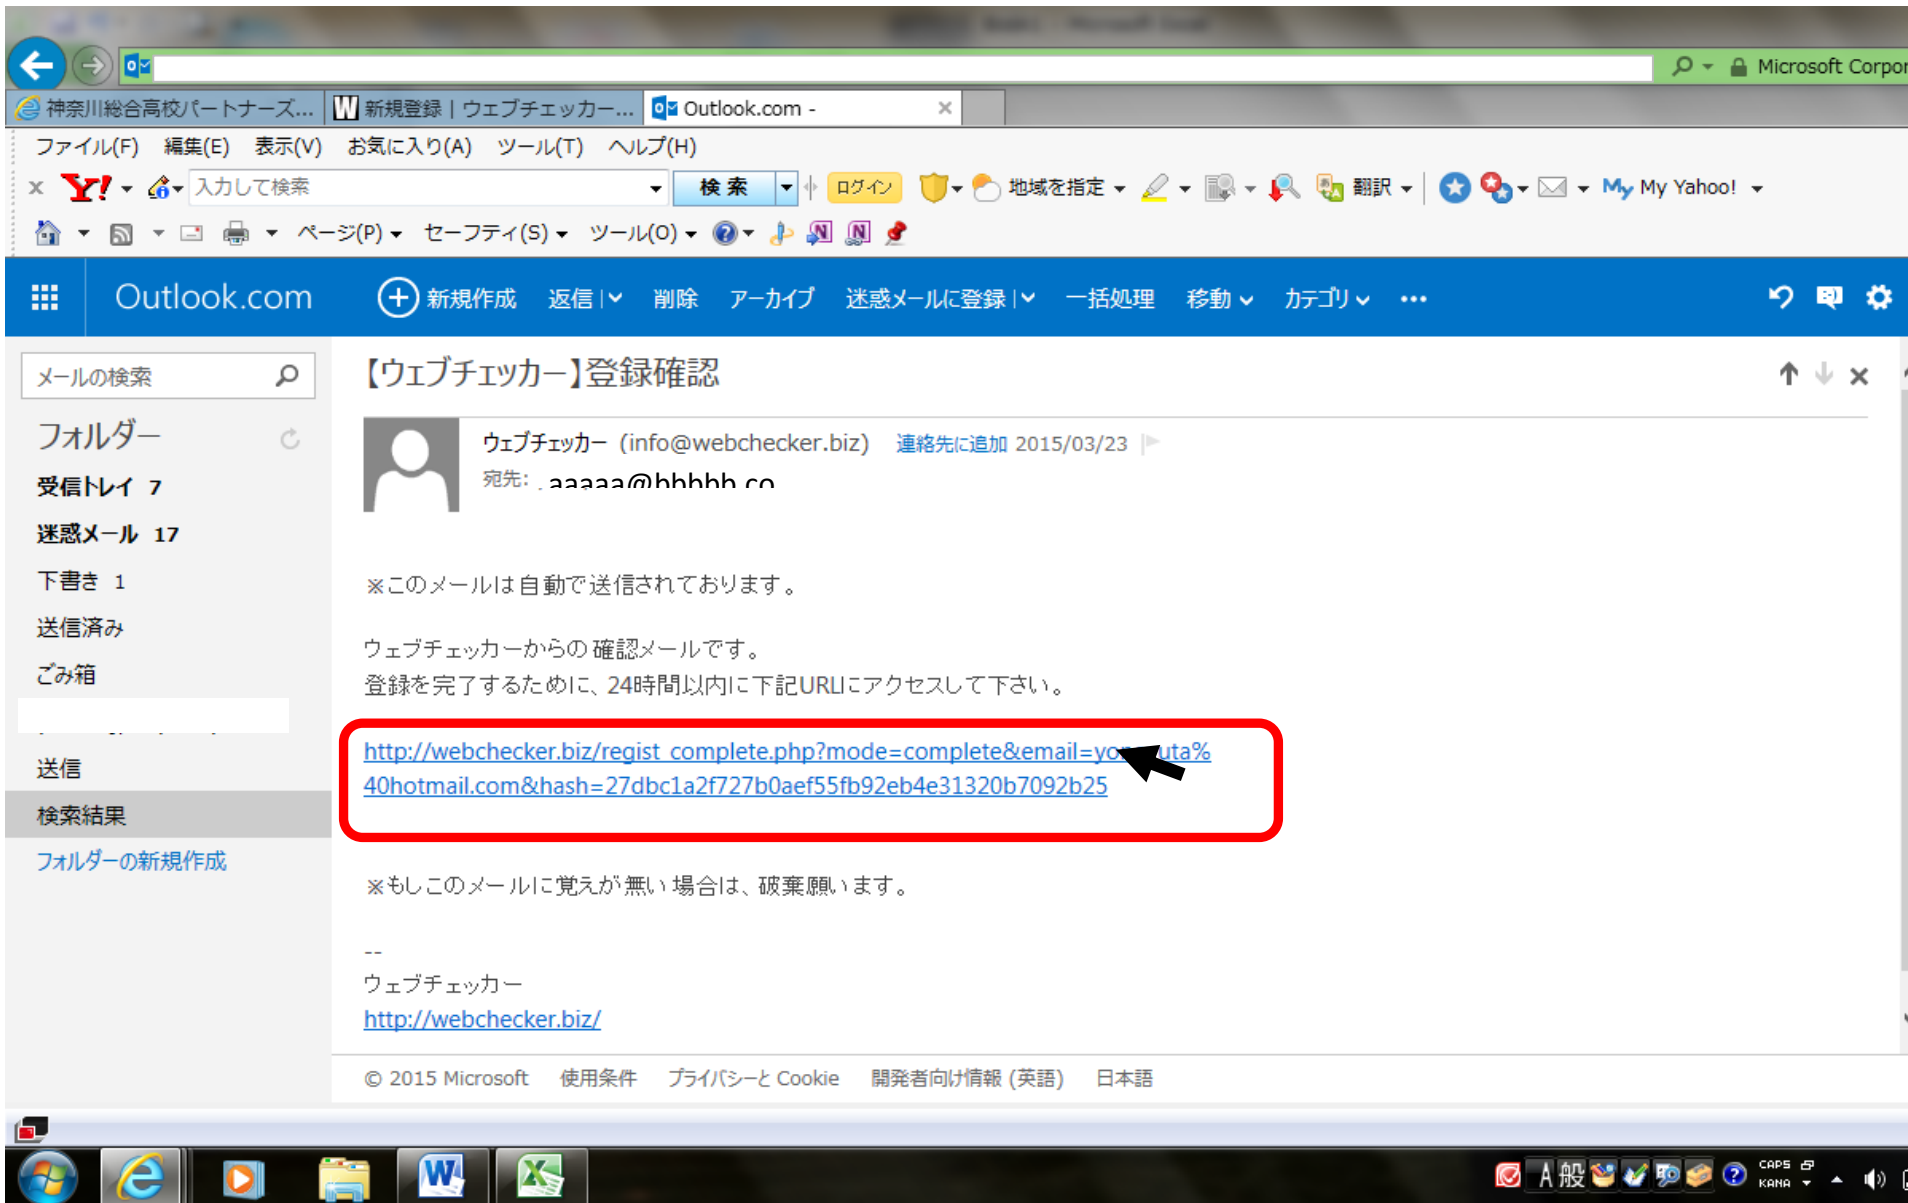 Microsoft Corpor
神奈川総合高校パートナーズ...
新規登録 | ウェブチェッカー...
Outlook.com -
ファイル(F) 編集(E) 表示(V) お気に入り(A) ツール(T) ヘルプ(H)
x Y! 入力して検索 検索 ログイン 地域を指定 翻訳 My My Yahoo!
ページ(P) セーフティ(S) ツール(O)
Outlook.com 新規作成 返信 削除 アーカイブ 迷惑メールに登録 一括処理 移動 カテゴリ ...
メールの検索
フォルダー
受信トレイ 7
迷惑メール 17
下書き 1
送信済み
ごみ箱
送信
検索結果
フォルダーの新規作成
【ウェブチェッカー】登録確認
ウェブチェッカー (info@webchecker.biz) 連絡先に追加 2015/03/23
宛先: aaaaa@bbbbb.co
※このメールは自動で送信されております。
ウェブチェッカーからの確認メールです。
登録を完了するために、24時間以内に下記URLにアクセスして下さい。
http://webchecker.biz/regist_complete.php?mode=complete&email=yo uta%
40hotmail.com&hash=27dbc1a2f727b0aef55fb92eb4e31320b7092b25
※もしこのメールに覚えが無い場合は、破棄願います。
--
ウェブチェッカー
http://webchecker.biz/
© 2015 Microsoft 使用条件 プライバシーと Cookie 開発者向け情報 (英語) 日本語
A 般 CAPS
KANA